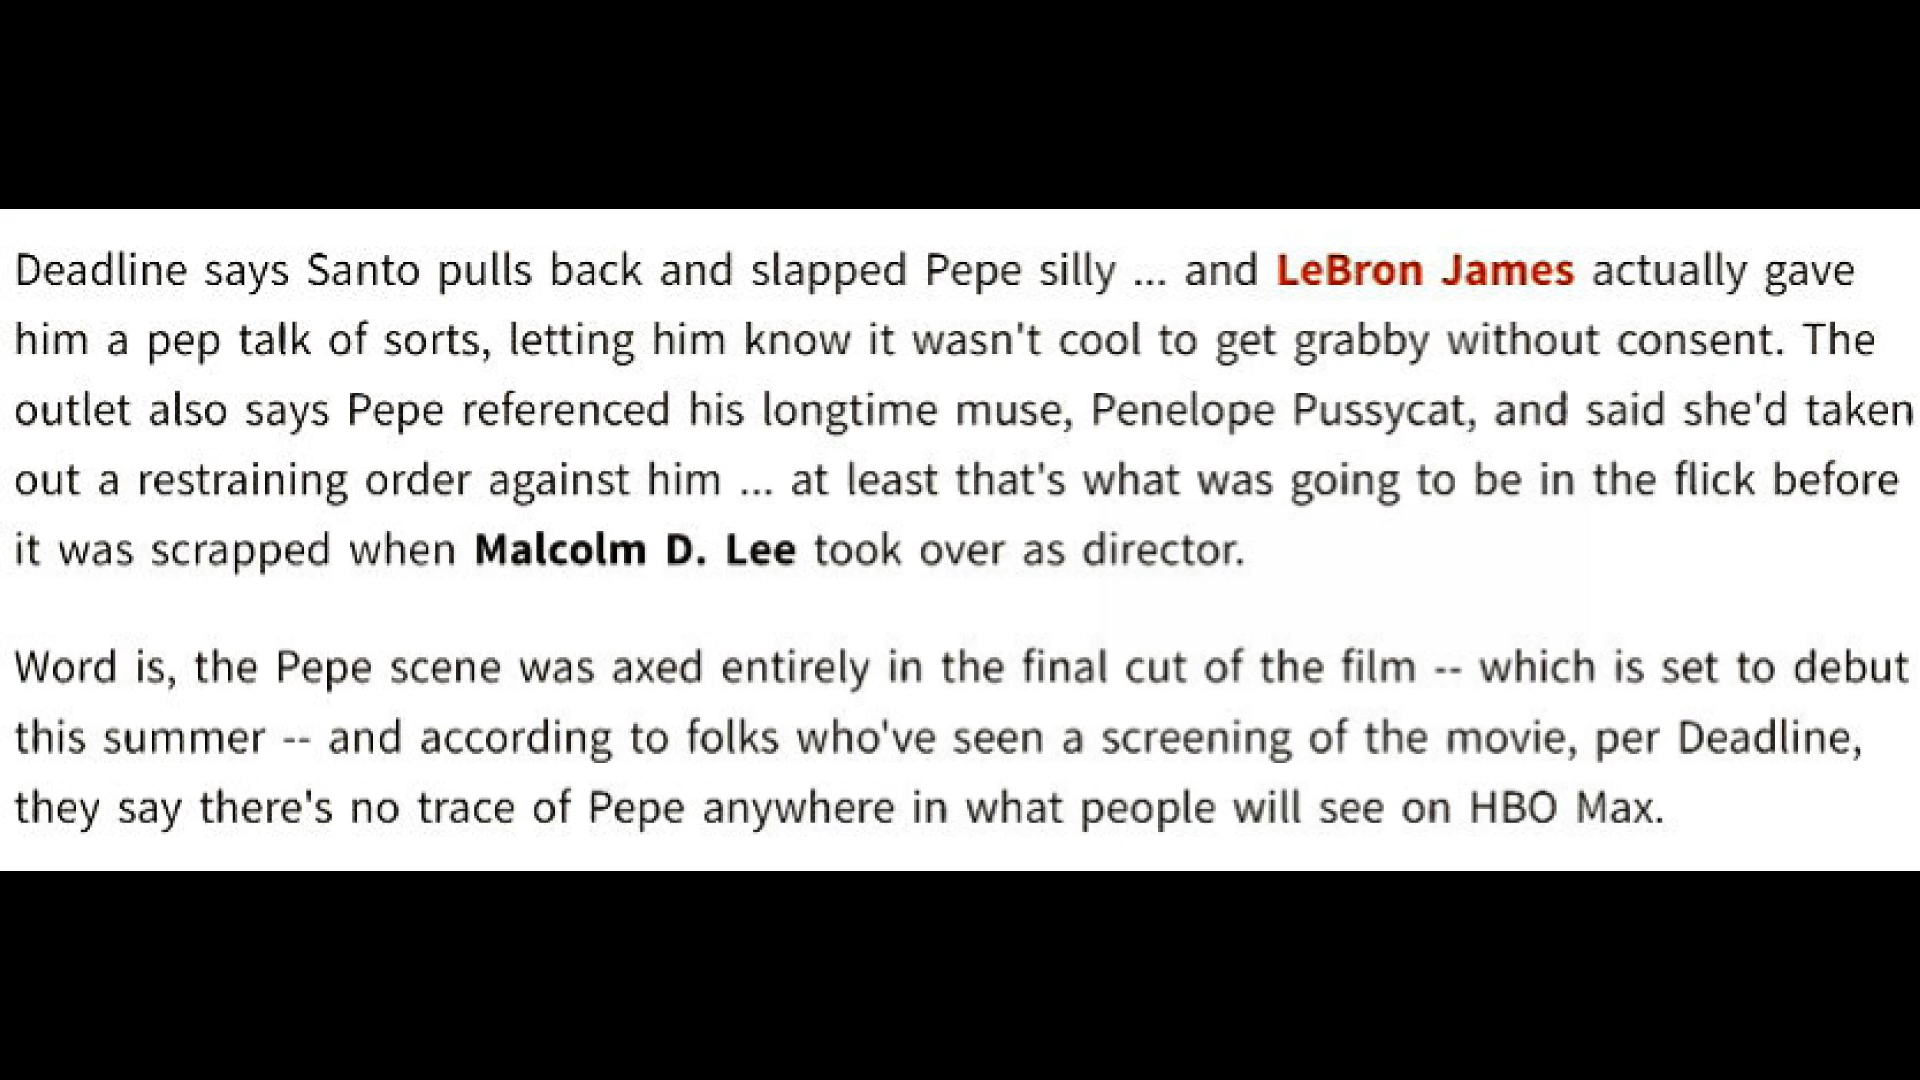 Deadline says Santo pulls back and slapped Pepe silly ... and LeBron James actually gave
him a pep talk of sorts, letting him know it wasn't cool to get grabby without consent. The
outlet also says Pepe referenced his longtime muse, Penelope Pussycat, and said she'd taken
out a restraining order against him ... at least that's what was going to be in the flick before
it was scrapped when Malcolm D. Lee took over as director.
Word is, the Pepe scene was axed entirely in the final cut of the film -- which is set to debut
this summer -- and according to folks who've seen a screening of the movie, per Deadline,
they say there's no trace of Pepe anywhere in what people will see on HBO Max.